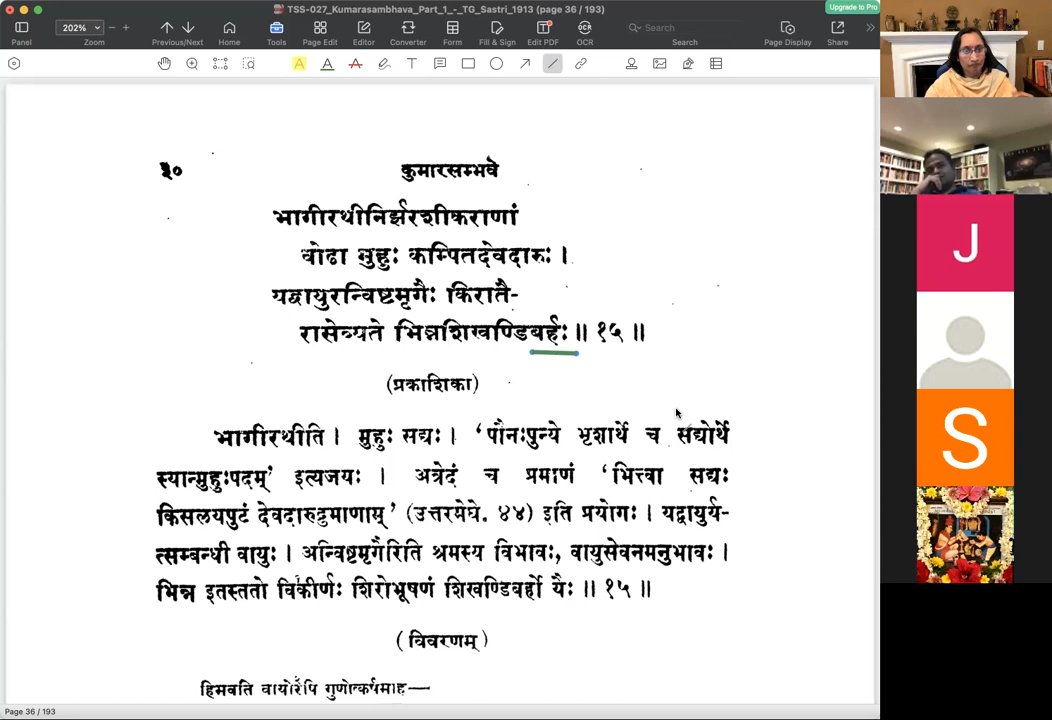 TSS-027_Kumarasambhava_Part_1_-_TG_Sastri_1913 (page 36 / 193)
Upgrade to Pro
202%
Panel Zoom Previous/Next Home Tools Page Edit Editor Converter Form Fill & Sign Edit PDF OCR Search Page Display Share
Search
३०
कुमारसम्भवे
भागीरथीनिर्झरशीकराणां
वोढा मुहुः कम्पितदेवदारुः ।
यद्वायुरन्विष्टमृगैः किरातै-
रासेव्यते भिन्नशिखण्डिबर्हः ॥ १५ ॥
(प्रकाशिका)
भागीरथीति । मुहुः सद्यः । 'पौनःपुन्ये भृशार्थे च सद्योर्थे
स्यान्मुहुःपदम्' इत्यजयः । अत्रेदं च प्रमाणं 'भित्त्वा सद्यः
किसलयपुटं देवदारुद्रुमाणाम्' (उत्तरमेघे. ४४) इति प्रयोगः । यद्वायुर्य-
त्सम्बन्धी वायुः । अन्विष्टमृगैरिति श्रमस्य विभावः, वायुसेवनमनुभावः ।
भिन्न इतस्ततो विकीर्णः शिरोभूषणं शिखण्डिबर्हो यैः ॥ १५ ॥
(विवरणम्)
हिमवति वायोरपि गुणोत्कर्षमाह—
Page 36 / 193
J
S